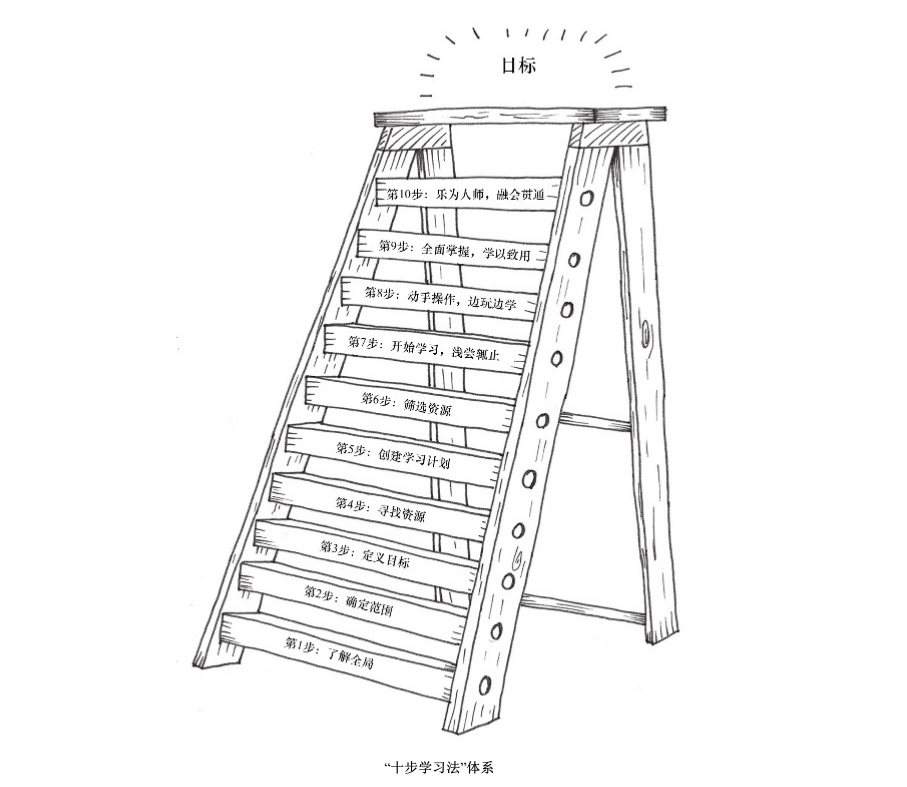 目标
第10步：乐为人师，融会贯通
第9步：全面掌握，学以致用
第8步：动手操作，边玩边学
第7步：开始学习，浅尝辄止
第6步：筛选资源
第5步：创建学习计划
第4步：寻找资源
第3步：定义目标
第2步：确定范围
第1步：了解全局
“十步学习法”体系